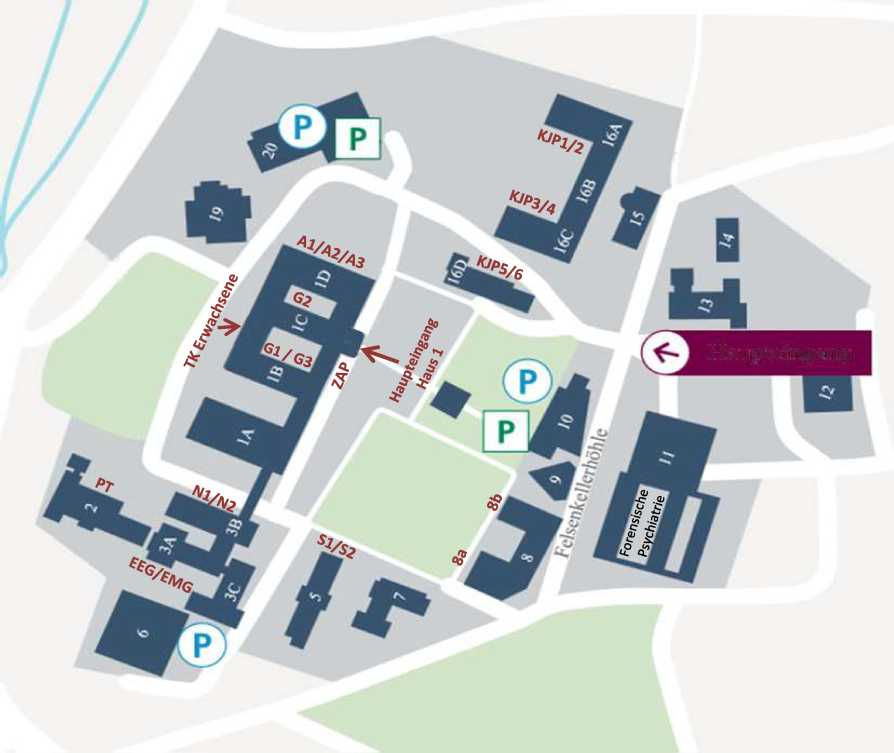 P
P
20
16A
KJP1/2
16B
KJP3/4
16C
15
19
14
A1/A2/A3
1D
16D
KJP5/6
G2
1C
13
TK Erwachsene
G1 / G3
1B
ZAP
Haupteingang
Haus 1
Haupteingang
P
P
12
10
1A
11
Felsenkellerhöhle
9
PT
2
N1/N2
3B
8b
Forensische
Psychiatrie
3A
S1/S2
8a
8
EEG/EMG
3C
5
7
6
P